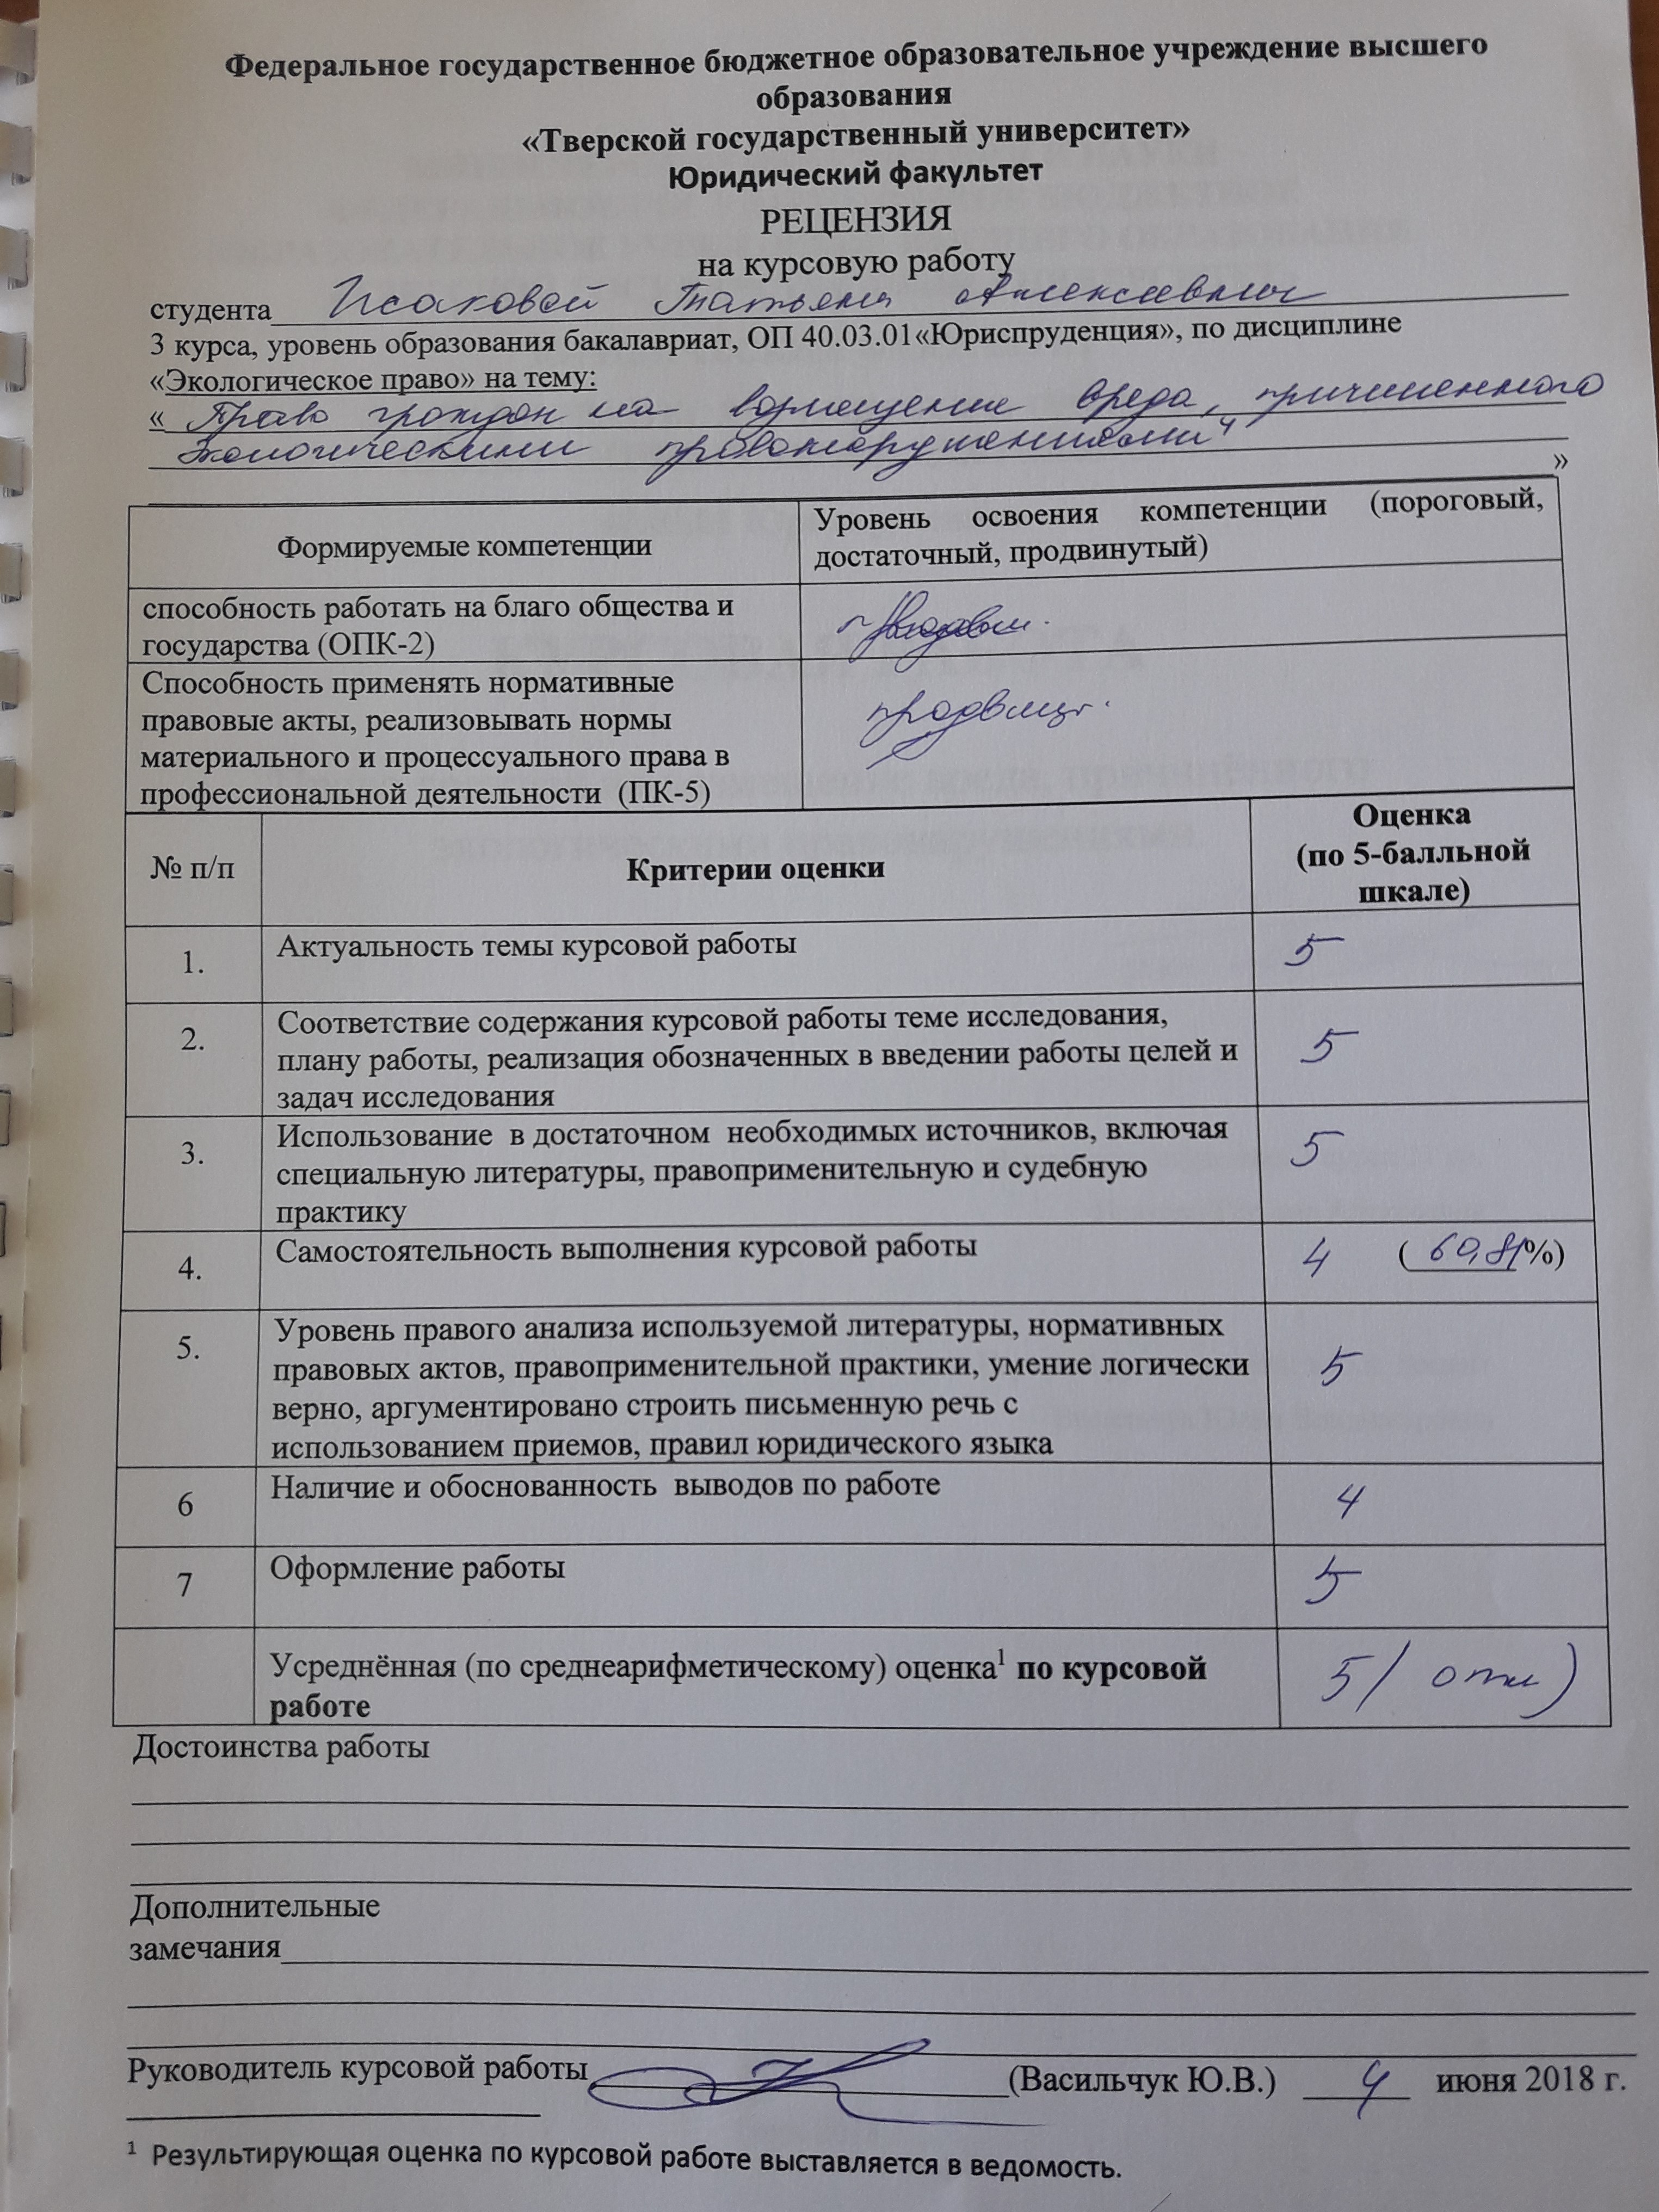 Федеральное государственное бюджетное образовательное учреждение высшего
образования
«Тверской государственный университет»
Юридический факультет
РЕЦЕНЗИЯ
на курсовую работу
студента Исаковой Татьяны Алексеевны
3 курса, уровень образования бакалавриат, ОП 40.03.01«Юриспруденция», по дисциплине
«Экологическое право» на тему:
« Право граждан на возмещение вреда, причиненного
экологическими правонарушениями"
»
Формируемые компетенции
Уровень освоения компетенции (пороговый,
достаточный, продвинутый)
способность работать на благо общества и
государства (ОПК-2)
Способность применять нормативные
правовые акты, реализовывать нормы
материального и процессуального права в
профессиональной деятельности (ПК-5)
продвинут.
№ п/п
Критерии оценки
Оценка
(по 5-балльной
шкале)
1.
Актуальность темы курсовой работы
5
2.
Соответствие содержания курсовой работы теме исследования,
плану работы, реализация обозначенных в введении работы целей и
задач исследования
5
3.
Использование в достаточном необходимых источников, включая
специальную литературы, правоприменительную и судебную
практику
5
4.
Самостоятельность выполнения курсовой работы
4 (60,81%)
5.
Уровень правого анализа используемой литературы, нормативных
правовых актов, правоприменительной практики, умение логически
верно, аргументировано строить письменную речь с
использованием приемов, правил юридического языка
5
6
Наличие и обоснованность выводов по работе
4
7
Оформление работы
5
Усреднённая (по среднеарифметическому) оценка¹ по курсовой
работе
5 (отл)
Достоинства работы
Дополнительные
замечания
Руководитель курсовой работы (Васильчук Ю.В.) 4 июня 2018 г.
¹ Результирующая оценка по курсовой работе выставляется в ведомость.